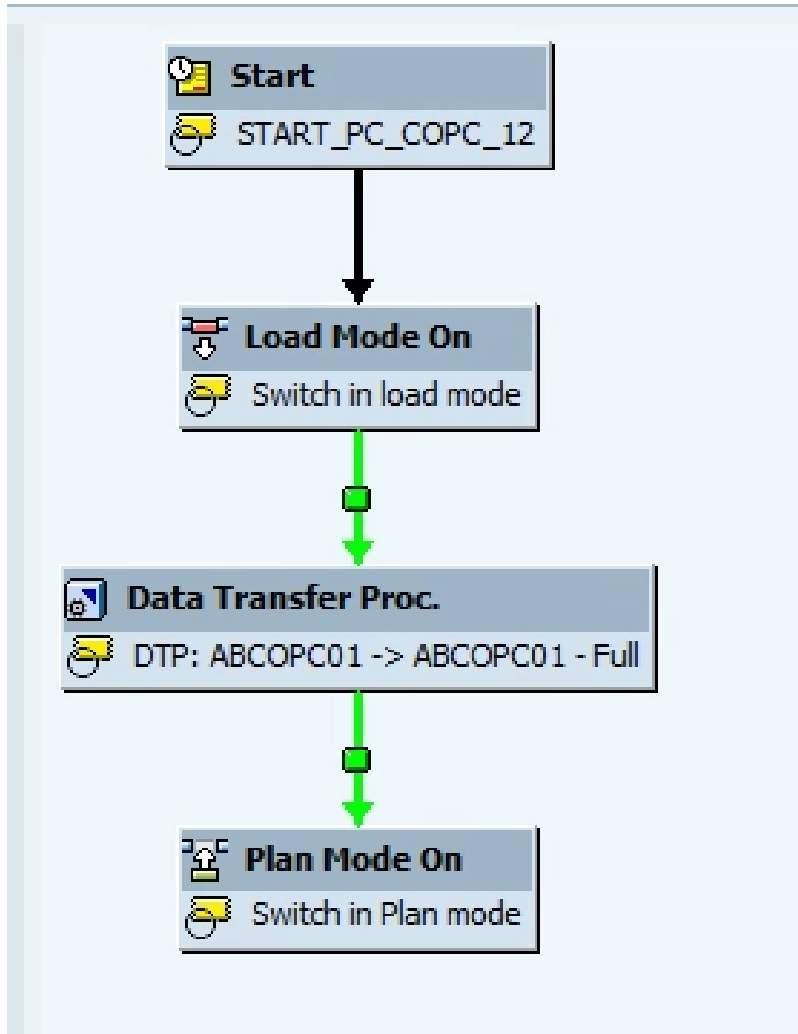 Start
START_PC_COPC_12
Load Mode On
Switch in load mode
Data Transfer Proc.
DTP: ABCOPC01 -> ABCOPC01 - Full
Plan Mode On
Switch in Plan mode